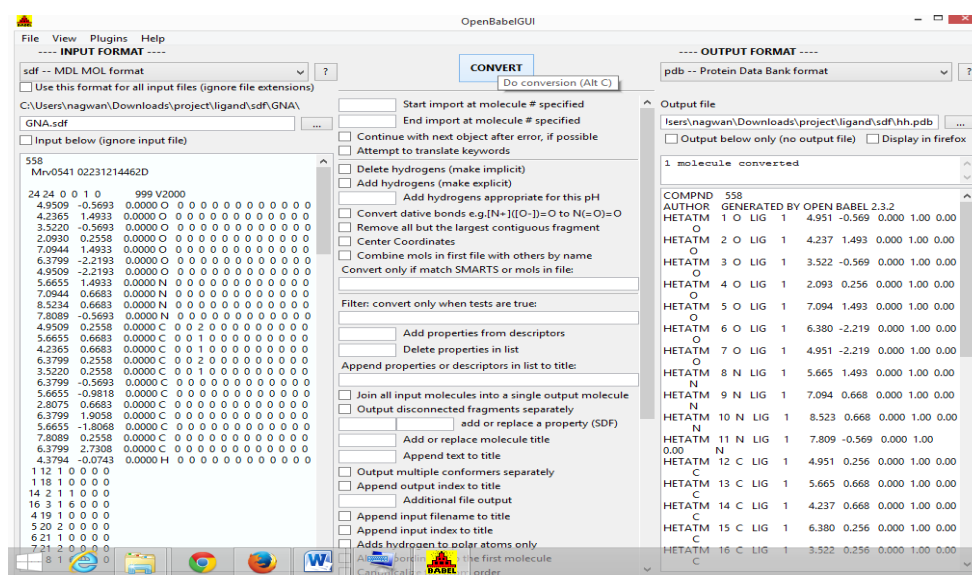 OpenBabelGUI
File View Plugins Help
---- INPUT FORMAT ----
sdf -- MDL MOL format
?
Use this format for all input files (ignore file extensions)
C:\Users\nagwan\Downloads\project\ligand\sdf\GNA\
GNA.sdf
...
Input below (ignore input file)
558
Mrv0541 02231214462D
24 24 0 0 1 0 999 V2000
4.9509 -0.5693 0.0000 O 0 0 0 0 0 0 0 0 0 0 0 0
4.2365 1.4933 0.0000 O 0 0 0 0 0 0 0 0 0 0 0 0
3.5220 -0.5693 0.0000 O 0 0 0 0 0 0 0 0 0 0 0 0
2.0930 0.2558 0.0000 O 0 0 0 0 0 0 0 0 0 0 0 0
7.0944 1.4933 0.0000 O 0 0 0 0 0 0 0 0 0 0 0 0
6.3799 -2.2193 0.0000 O 0 0 0 0 0 0 0 0 0 0 0 0
4.9509 -2.2193 0.0000 O 0 0 0 0 0 0 0 0 0 0 0 0
5.6655 1.4933 0.0000 N 0 0 0 0 0 0 0 0 0 0 0 0
7.0944 0.6683 0.0000 N 0 0 0 0 0 0 0 0 0 0 0 0
8.5234 0.6683 0.0000 N 0 0 0 0 0 0 0 0 0 0 0 0
7.8089 -0.5693 0.0000 N 0 0 0 0 0 0 0 0 0 0 0 0
4.9509 0.2558 0.0000 C 0 0 2 0 0 0 0 0 0 0 0 0
5.6655 0.6683 0.0000 C 0 0 1 0 0 0 0 0 0 0 0 0
4.2365 0.6683 0.0000 C 0 0 1 0 0 0 0 0 0 0 0 0
6.3799 0.2558 0.0000 C 0 0 2 0 0 0 0 0 0 0 0 0
3.5220 0.2558 0.0000 C 0 0 1 0 0 0 0 0 0 0 0 0
6.3799 -0.5693 0.0000 C 0 0 0 0 0 0 0 0 0 0 0 0
5.6655 -0.9818 0.0000 C 0 0 0 0 0 0 0 0 0 0 0 0
2.8075 0.6683 0.0000 C 0 0 0 0 0 0 0 0 0 0 0 0
6.3799 1.9058 0.0000 C 0 0 0 0 0 0 0 0 0 0 0 0
5.6655 -1.8068 0.0000 C 0 0 0 0 0 0 0 0 0 0 0 0
7.8089 0.2558 0.0000 C 0 0 0 0 0 0 0 0 0 0 0 0
6.3799 2.7308 0.0000 C 0 0 0 0 0 0 0 0 0 0 0 0
4.3794 -0.0743 0.0000 H 0 0 0 0 0 0 0 0 0 0 0 0
1 12 1 0 0 0 0
1 18 1 0 0 0 0
14 2 1 1 0 0 0
16 3 1 6 0 0 0
4 19 1 0 0 0 0
5 20 2 0 0 0 0
6 21 1 0 0 0 0
7 21 2 0 0 0 0
CONVERT
Do conversion (Alt C)
Start import at molecule # specified
End import at molecule # specified
Continue with next object after error, if possible
Attempt to translate keywords
Delete hydrogens (make implicit)
Add hydrogens (make explicit)
Add hydrogens appropriate for this pH
Convert dative bonds e.g.[N+]([O-])=O to N(=O)=O
Remove all but the largest contiguous fragment
Center Coordinates
Combine mols in first file with others by name
Convert only if match SMARTS or mols in file:
Filter: convert only when tests are true:
Add properties from descriptors
Delete properties in list
Append properties or descriptors in list to title:
Join all input molecules into a single output molecule
Output disconnected fragments separately
add or replace a property (SDF)
Add or replace molecule title
Append text to title
Output multiple conformers separately
Append output index to title
Additional file output
Append input filename to title
Append input index to title
Adds hydrogen to polar atoms only
the first molecule
order
BABEL
---- OUTPUT FORMAT ----
pdb -- Protein Data Bank format
?
Output file
Isers\nagwan\Downloads\project\ligand\sdf\hh.pdb
...
Output below only (no output file) Display in firefox
1 molecule converted
COMPND 558
AUTHOR GENERATED BY OPEN BABEL 2.3.2
HETATM 1 O LIG 1 4.951 -0.569 0.000 1.00 0.00
O
HETATM 2 O LIG 1 4.237 1.493 0.000 1.00 0.00
O
HETATM 3 O LIG 1 3.522 -0.569 0.000 1.00 0.00
O
HETATM 4 O LIG 1 2.093 0.256 0.000 1.00 0.00
O
HETATM 5 O LIG 1 7.094 1.493 0.000 1.00 0.00
O
HETATM 6 O LIG 1 6.380 -2.219 0.000 1.00 0.00
O
HETATM 7 O LIG 1 4.951 -2.219 0.000 1.00 0.00
O
HETATM 8 N LIG 1 5.665 1.493 0.000 1.00 0.00
N
HETATM 9 N LIG 1 7.094 0.668 0.000 1.00 0.00
N
HETATM 10 N LIG 1 8.523 0.668 0.000 1.00 0.00
N
HETATM 11 N LIG 1 7.809 -0.569 0.000 1.00
0.00 N
HETATM 12 C LIG 1 4.951 0.256 0.000 1.00 0.00
C
HETATM 13 C LIG 1 5.665 0.668 0.000 1.00 0.00
C
HETATM 14 C LIG 1 4.237 0.668 0.000 1.00 0.00
C
HETATM 15 C LIG 1 6.380 0.256 0.000 1.00 0.00
C
HETATM 16 C LIG 1 3.522 0.256 0.000 1.00 0.00
C